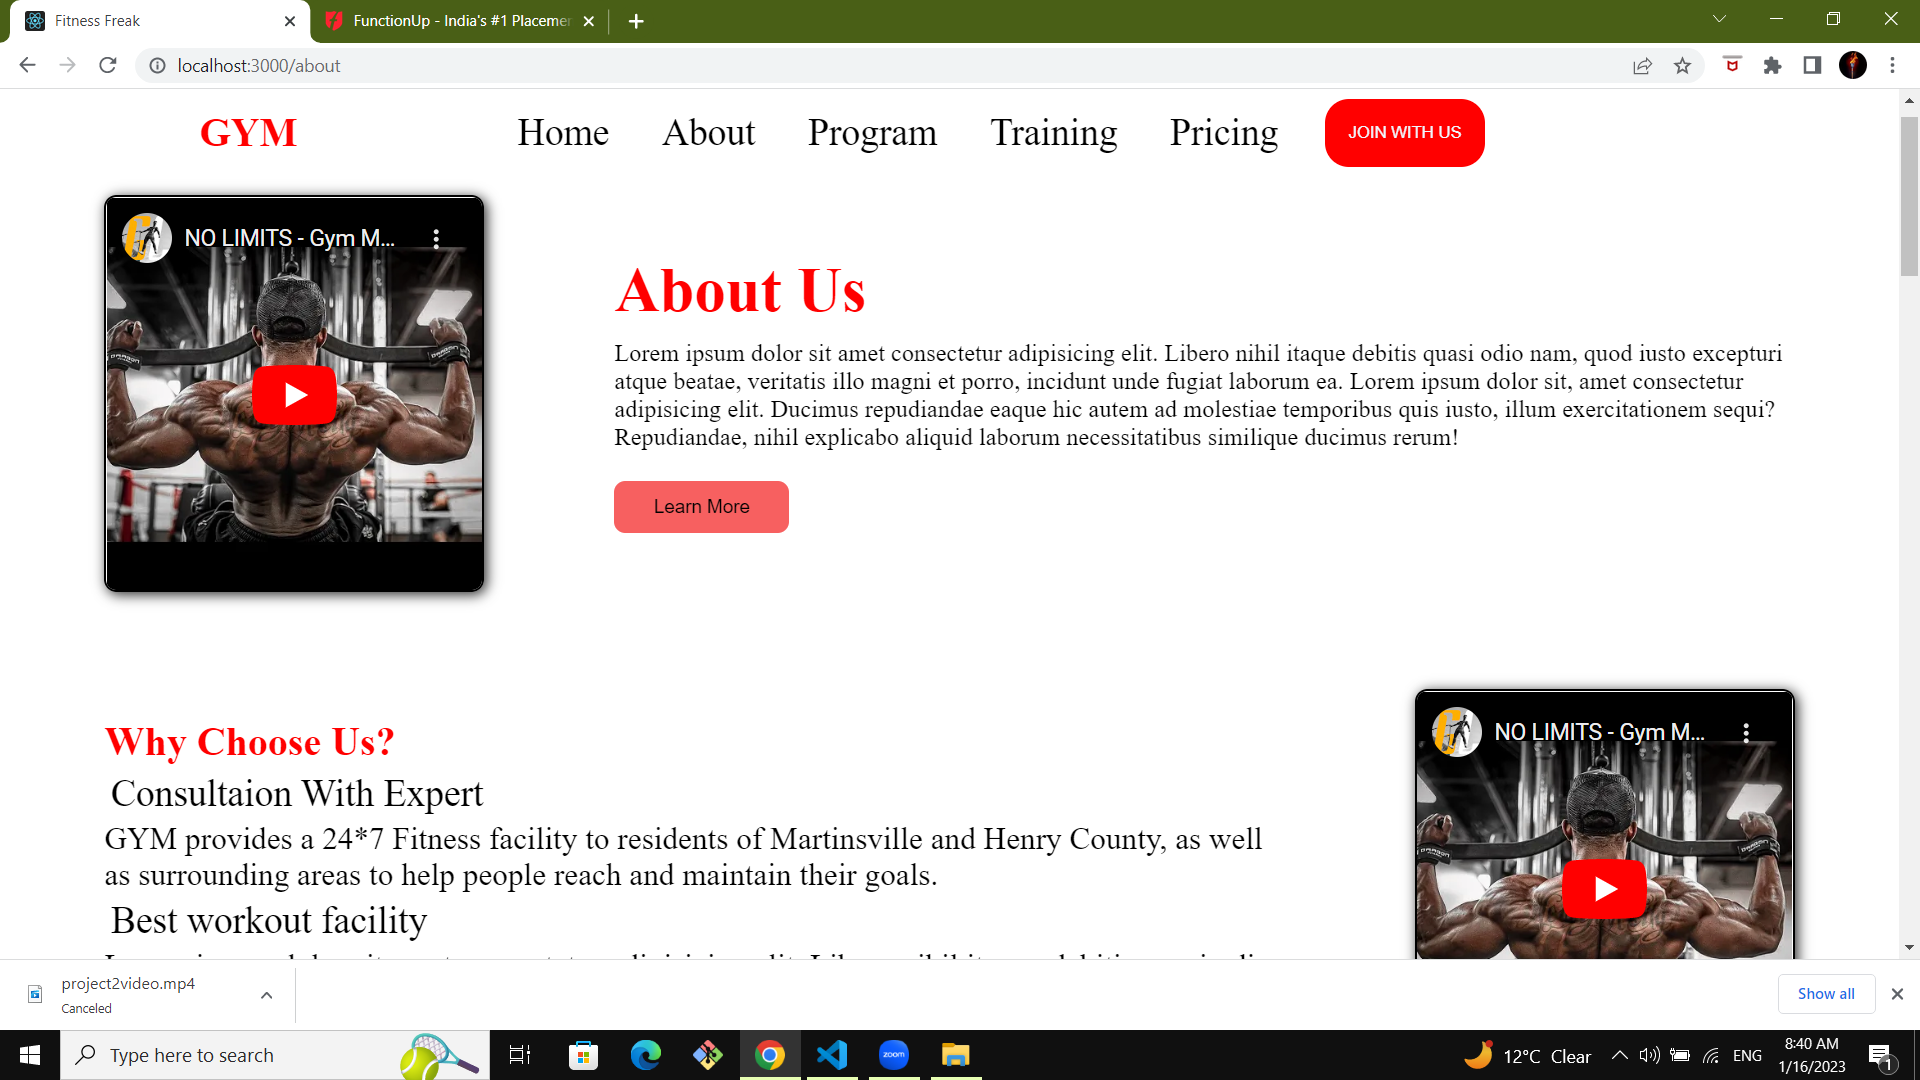 Fitness Freak
FunctionUp - India's #1 Placemen
localhost:3000/about
GYM
Home
About
Program
Training
Pricing
JOIN WITH US
NO LIMITS - Gym M...
About Us
Lorem ipsum dolor sit amet consectetur adipisicing elit. Libero nihil itaque debitis quasi odio nam, quod iusto excepturi
atque beatae, veritatis illo magni et porro, incidunt unde fugiat laborum ea. Lorem ipsum dolor sit, amet consectetur
adipisicing elit. Ducimus repudiandae eaque hic autem ad molestiae temporibus quis iusto, illum exercitationem sequi?
Repudiandae, nihil explicabo aliquid laborum necessitatibus similique ducimus rerum!
Learn More
Why Choose Us?
Consultaion With Expert
GYM provides a 24*7 Fitness facility to residents of Martinsville and Henry County, as well
as surrounding areas to help people reach and maintain their goals.
Best workout facility
NO LIMITS - Gym M...
project2video.mp4
Canceled
Show all
Type here to search
zoom
12°C Clear
ENG
8:40 AM
1/16/2023
1